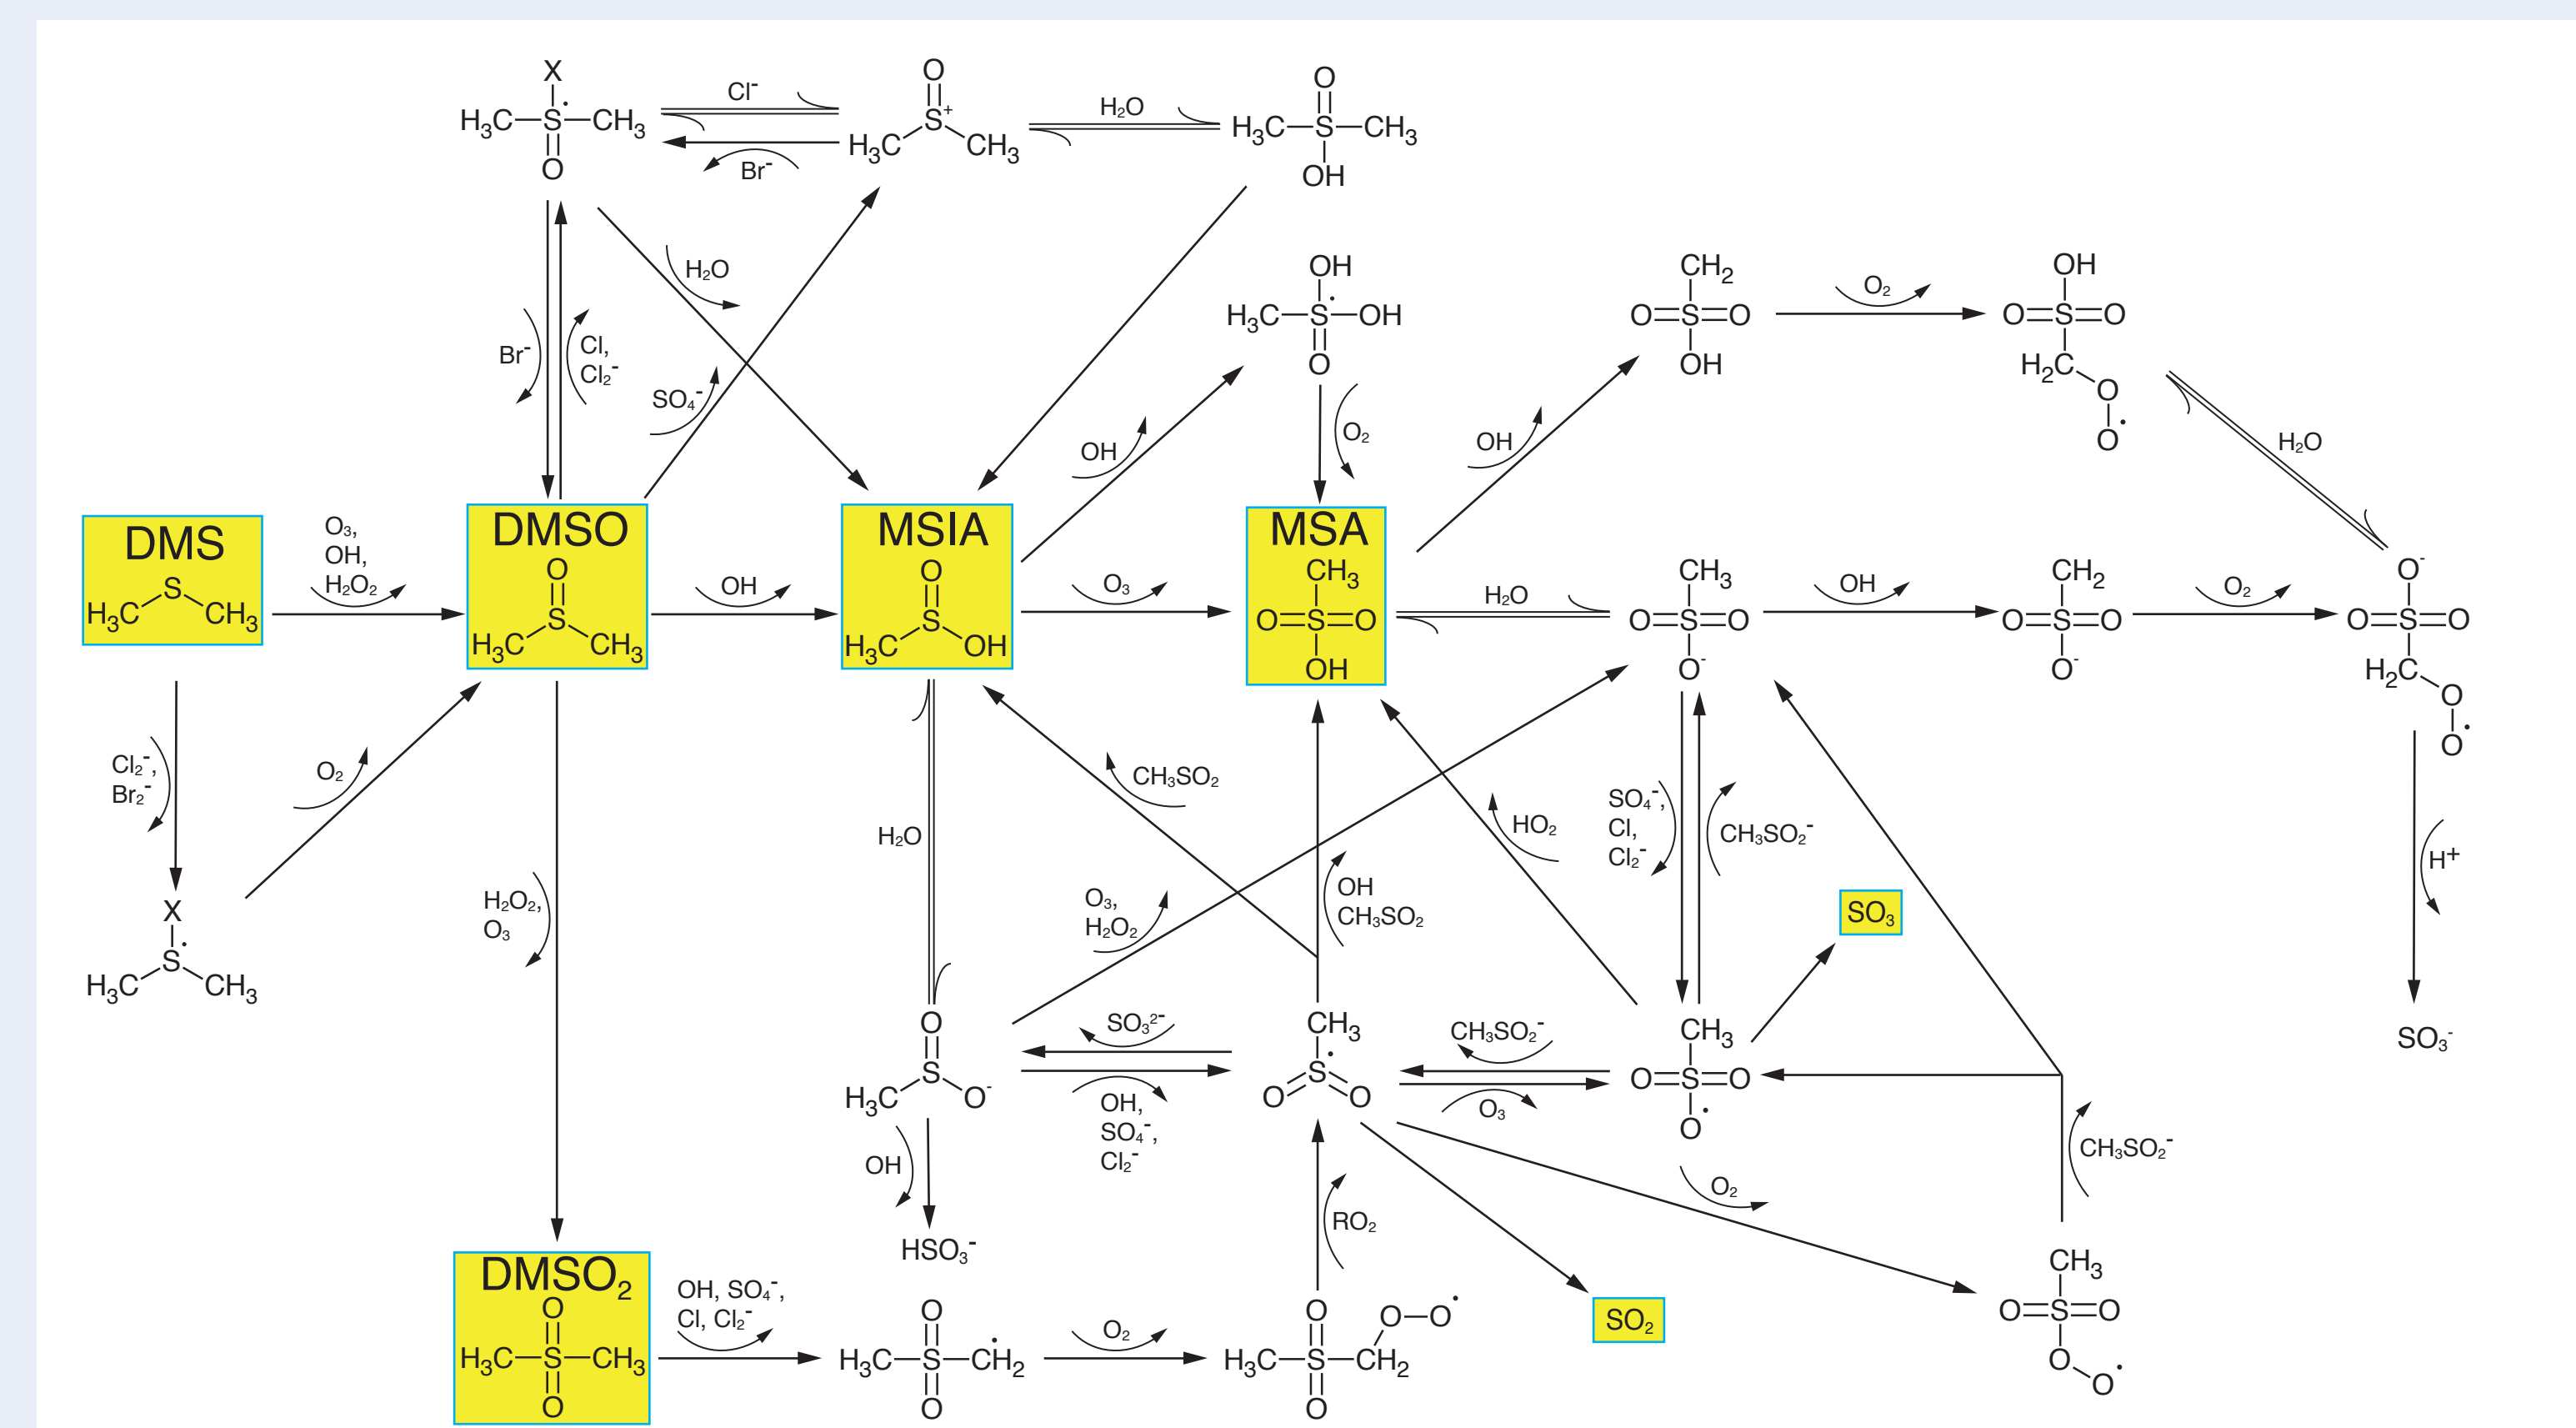 X
H₃C—S•—CH₃
O
Cl⁻
Br⁻
O
S⁺
H₃C CH₃
H₂O
O
H₃C—S—CH₃
OH
H₂O
Br⁻
Cl,
Cl₂⁻
SO₄⁻
OH
H₃C—S•—OH
O
OH
O₂
CH₂
O=S=O
OH
OH
O₂
OH
O=S=O
H₂C
O
O•
H₂O
DMS
S
H₃C CH₃
O₃,
OH,
H₂O₂
DMSO
O
S
H₃C CH₃
OH
MSIA
O
S
H₃C OH
O₃
MSA
CH₃
O=S=O
OH
H₂O
CH₃
O=S=O
O⁻
OH
CH₂
O=S=O
O⁻
O₂
O⁻
O=S=O
H₂C
O
O•
Cl₂⁻,
Br₂⁻
O₂
X
S•
H₃C CH₃
H₂O₂,
O₃
H₂O
CH₃SO₂
O₃,
H₂O₂
OH
CH₃SO₂
HO₂
SO₄⁻,
Cl,
Cl₂⁻
CH₃SO₂⁻
SO₃
H⁺
SO₃⁻
O
S
H₃C O⁻
SO₃²⁻
OH,
SO₄⁻,
Cl₂⁻
CH₃
S•
O O
CH₃SO₂⁻
O₃
CH₃
O=S=O
O•
O₂
CH₃SO₂⁻
OH
HSO₃⁻
RO₂
SO₂
CH₃
O=S=O
O
O•
DMSO₂
O
H₃C—S—CH₃
O
OH, SO₄⁻,
Cl, Cl₂⁻
O
H₃C—S—ĊH₂
O
O₂
O O—O•
H₃C—S—CH₂
O